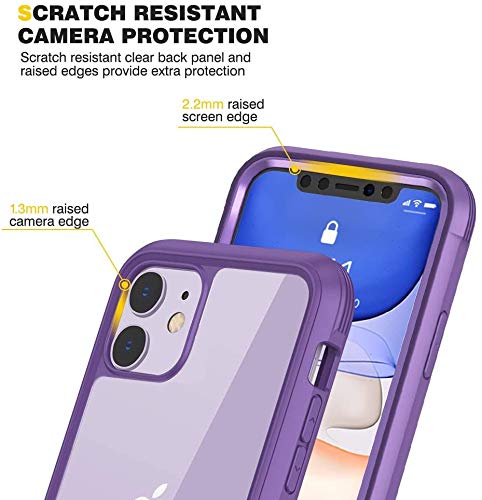 SCRATCH RESISTANT
CAMERA PROTECTION
Scratch resistant clear back panel and
raised edges provide extra protection
2.2mm raised
screen edge
1.3mm raised
camera edge